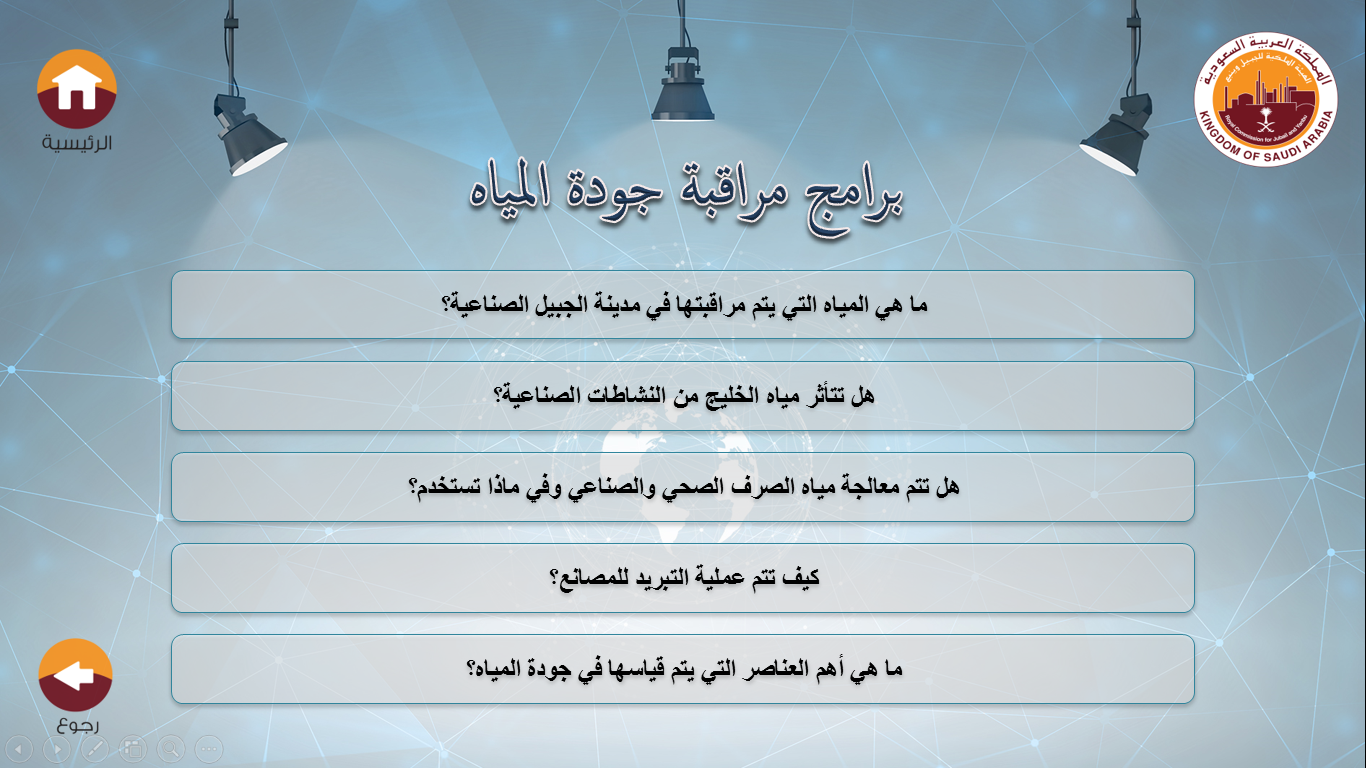 المملكة العربية السعودية
الهيئة الملكية للجبيل وينبع
Royal Commission for Jubail and Yanbu
KINGDOM OF SAUDI ARABIA
الرئيسية
برامج مراقبة جودة المياه
ما هي المياه التي يتم مراقبتها في مدينة الجبيل الصناعية؟
هل تتأثر مياه الخليج من النشاطات الصناعية؟
هل تتم معالجة مياه الصرف الصحي والصناعي وفي ماذا تستخدم؟
كيف تتم عملية التبريد للمصانع؟
ما هي أهم العناصر التي يتم قياسها في جودة المياه؟
رجوع